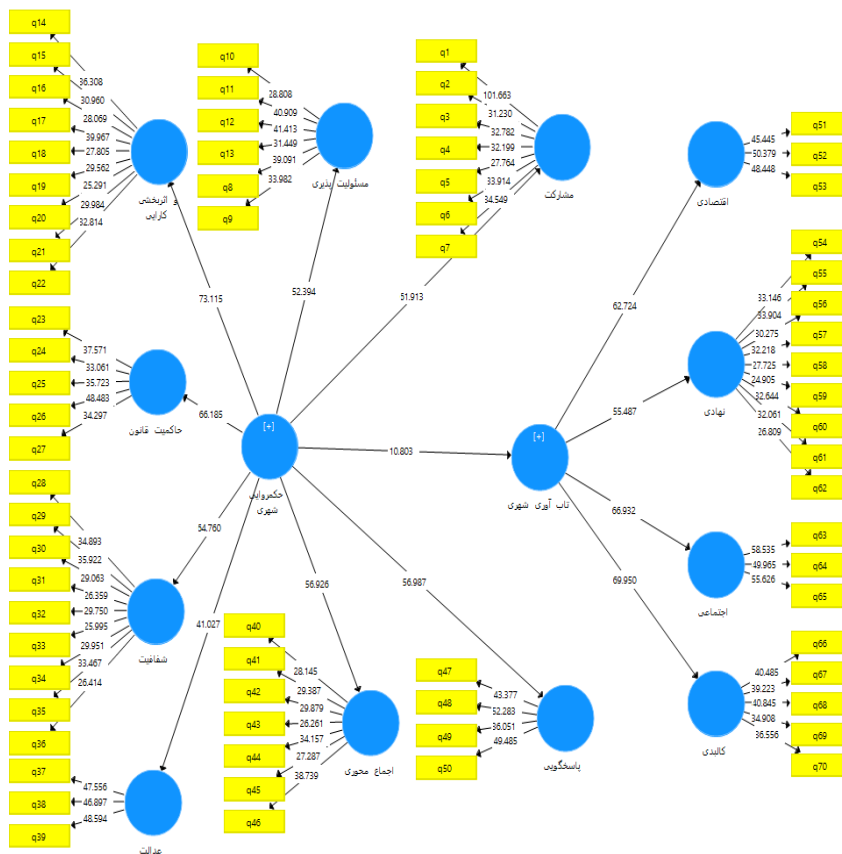 q14
q15
q16
q17
q18
q19
q20
q21
q22
36.308
30.960
28.069
39.967
27.805
29.562
25.291
29.984
32.814
و اثربخشی
کارایی
q10
q11
q12
q13
q8
q9
28.808
40.909
41.413
31.449
39.091
33.982
مسئولیت پذیری
q1
q2
q3
q4
q5
q6
q7
101.663
31.230
32.782
32.199
27.764
33.914
34.549
مشارکت
q51
q52
q53
45.445
50.379
48.448
اقتصادی
q54
q55
q56
q57
q58
q59
q60
q61
q62
33.146
33.904
30.275
32.218
27.725
24.905
32.644
32.061
26.809
نهادی
73.115
52.394
51.913
62.724
55.487
q23
q24
q25
q26
q27
37.571
33.061
35.723
48.483
34.297
حاکمیت قانون
66.185
[+]
حکمروایی
شهری
10.803
[+]
تاب آوری شهری
66.932
69.950
q28
q29
q30
q31
q32
q33
q34
q35
q36
34.893
35.922
29.063
26.359
29.750
25.995
29.951
33.467
26.414
شفافیت
54.760
41.027
56.926
56.987
q63
q64
q65
58.535
49.965
55.626
اجتماعی
q40
q41
q42
q43
q44
q45
q46
28.145
29.387
29.879
26.261
34.157
27.287
38.739
اجماع محوری
q47
q48
q49
q50
43.377
52.283
36.051
49.485
پاسخگویی
q66
q67
q68
q69
q70
40.485
39.223
40.845
34.908
36.556
کالبدی
q37
q38
q39
47.556
46.897
48.594
عدالت